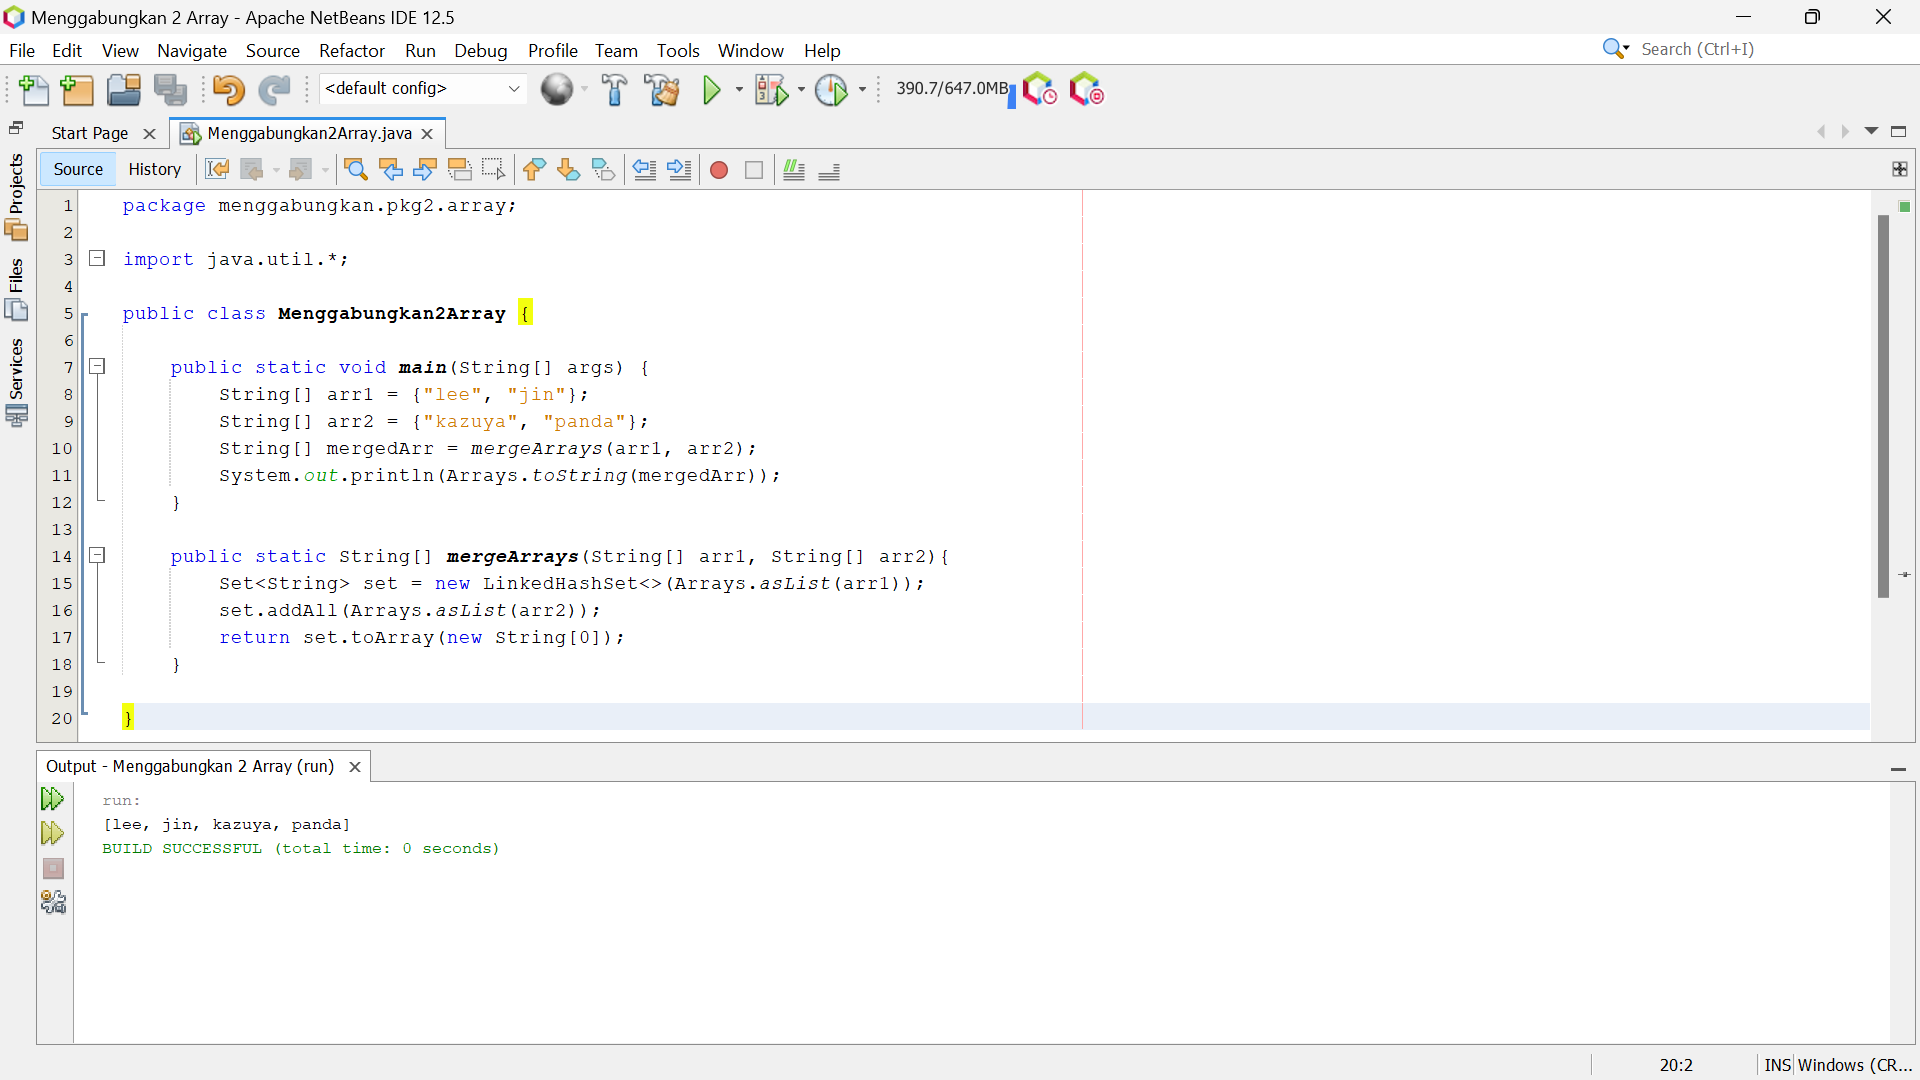 Menggabungkan 2 Array - Apache NetBeans IDE 12.5
File Edit View Navigate Source Refactor Run Debug Profile Team Tools Window Help Search (Ctrl+I)
<default config> 390.7/647.0MB
Start Page Menggabungkan2Array.java
Source History
Projects
Files
Services
1 package menggabungkan.pkg2.array;
2
3 import java.util.*;
4
5 public class Menggabungkan2Array {
6
7 public static void main(String[] args) {
8 String[] arr1 = {"lee", "jin"};
9 String[] arr2 = {"kazuya", "panda"};
10 String[] mergedArr = mergeArrays(arr1, arr2);
11 System.out.println(Arrays.toString(mergedArr));
12 }
13
14 public static String[] mergeArrays(String[] arr1, String[] arr2){
15 Set<String> set = new LinkedHashSet<>(Arrays.asList(arr1));
16 set.addAll(Arrays.asList(arr2));
17 return set.toArray(new String[0]);
18 }
19
20 }
Output - Menggabungkan 2 Array (run)
run:
[lee, jin, kazuya, panda]
BUILD SUCCESSFUL (total time: 0 seconds)
20:2 INS Windows (CR...